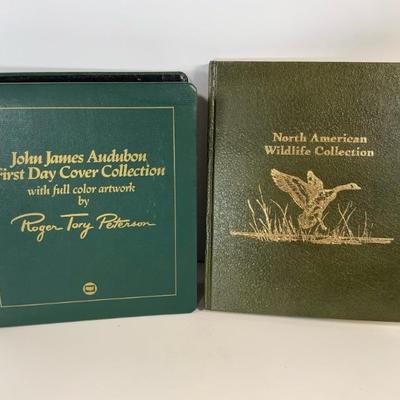 John James Audubon
First Day Cover Collection
with full color artwork
by
Roger Tory Peterson
North American
Wildlife Collection